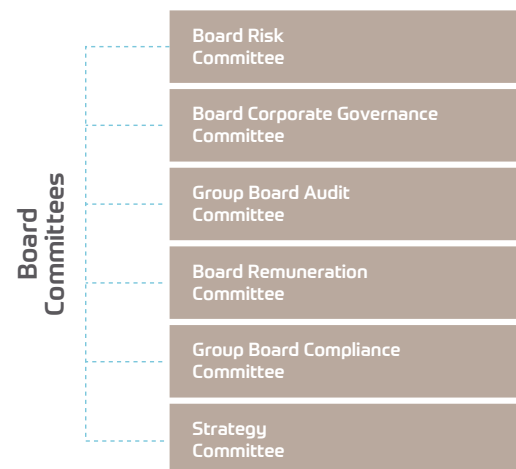 Board
Committees
Board Risk
Committee
Board Corporate Governance
Committee
Group Board Audit
Committee
Board Remuneration
Committee
Group Board Compliance
Committee
Strategy
Committee